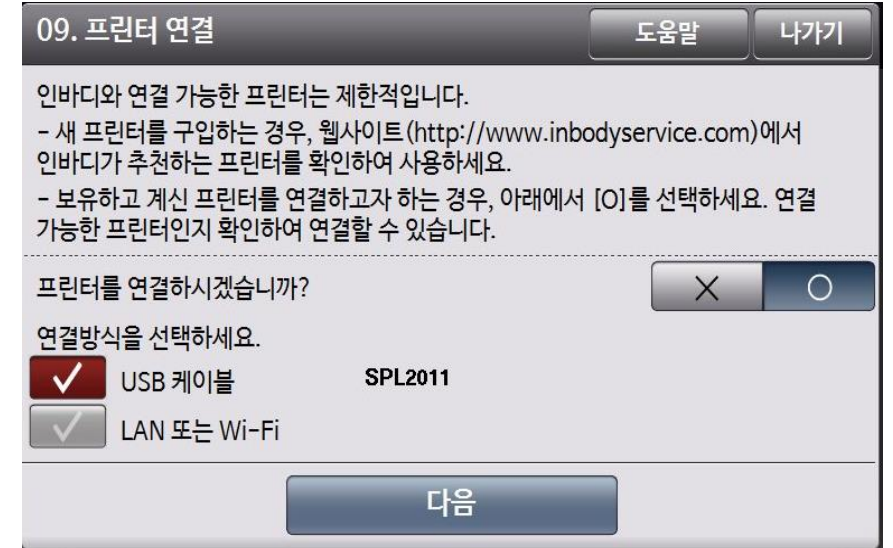 09. 프린터 연결
도움말
나가기
인바디와 연결 가능한 프린터는 제한적입니다.
- 새 프린터를 구입하는 경우, 웹사이트(http://www.inbodyservice.com)에서
인바디가 추천하는 프린터를 확인하여 사용하세요.
- 보유하고 계신 프린터를 연결하고자 하는 경우, 아래에서 [O]를 선택하세요. 연결
가능한 프린터인지 확인하여 연결할 수 있습니다.
프린터를 연결하시겠습니까?
X O
연결방식을 선택하세요.
USB 케이블 SPL2011
LAN 또는 Wi-Fi
다음